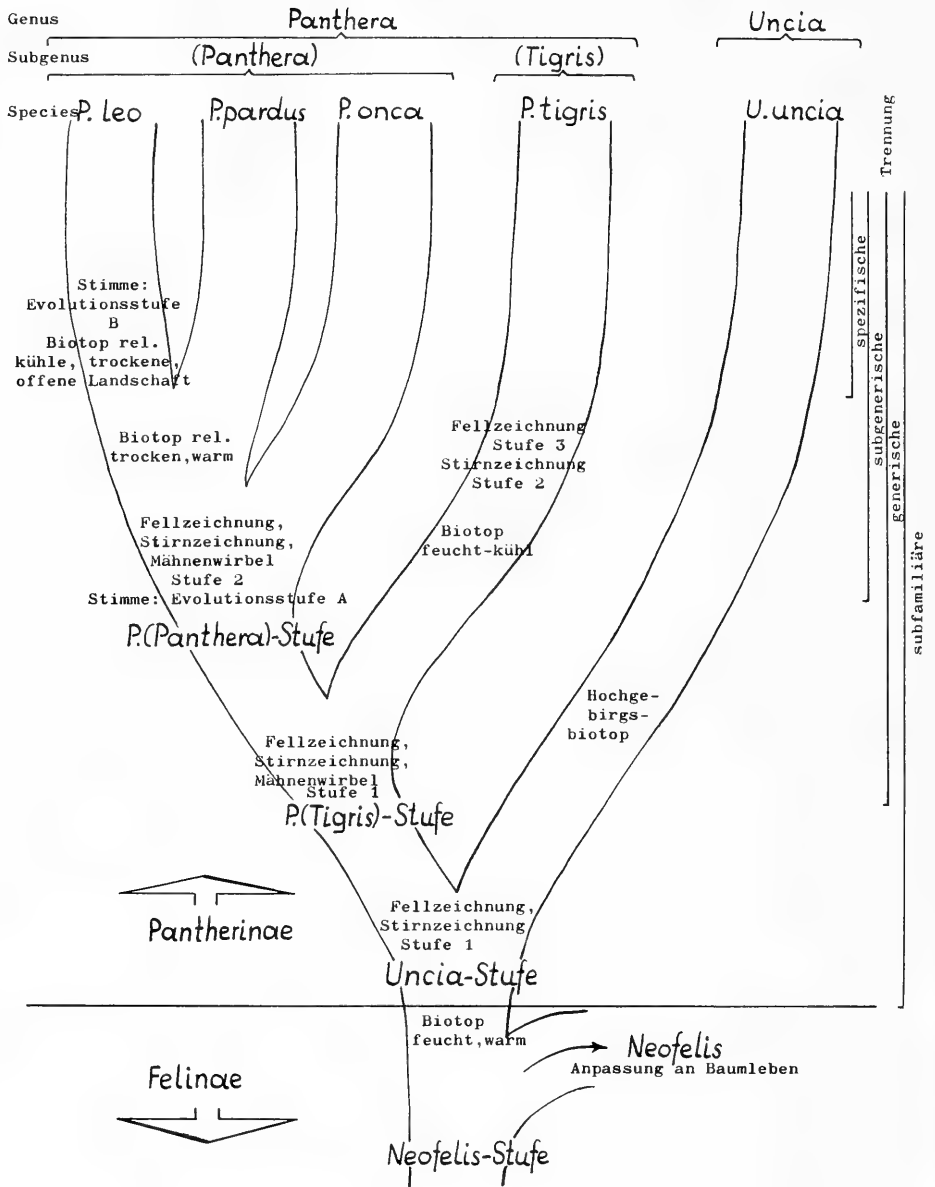 Genus Panthera Uncia
Subgenus (Panthera) (Tigris)
Species P. leo P. pardus P. onca P. tigris U. uncia
Trennung
spezifische
subgenerische
generische
subfamiliäre
Stimme:
Evolutionsstufe
B
Biotop rel.
kühle, trockene,
offene Landschaft
Biotop rel.
trocken,warm
Fellzeichnung
Stufe 3
Stirnzeichnung
Stufe 2
Fellzeichnung,
Stirnzeichnung,
Mähnenwirbel
Stufe 2
Stimme: Evolutionsstufe A
Biotop
feucht-kühl
P.(Panthera)-Stufe
Hochge-
birgs-
biotop
Fellzeichnung,
Stirnzeichnung,
Mähnenwirbel
Stufe 1
P.(Tigris)-Stufe
Pantherinae
Fellzeichnung,
Stirnzeichnung
Stufe 1
Uncia-Stufe
Biotop
feucht,warm
Neofelis
Anpassung an Baumleben
Felinae
Neofelis-Stufe